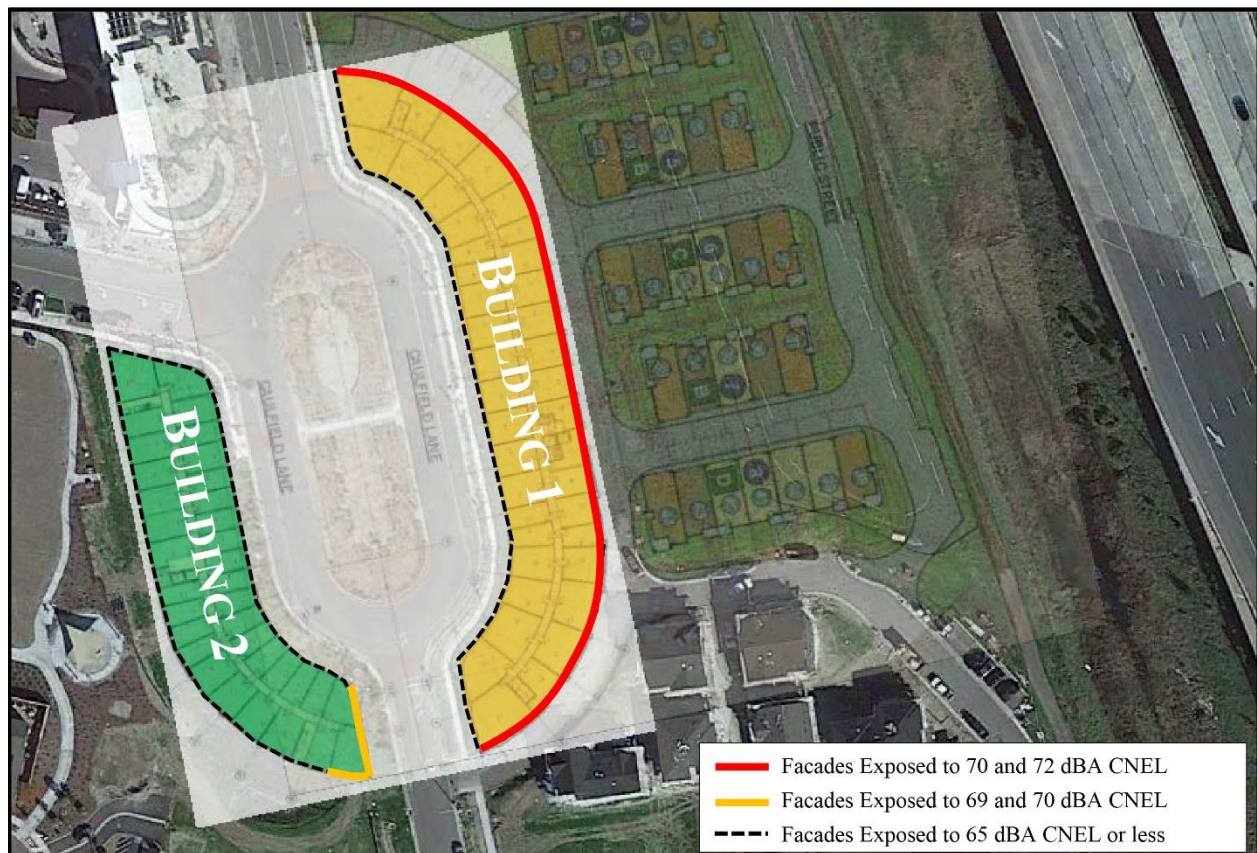 BUILDING 1
CAULFIELD LANE
CAULFIELD LANE
BUILDING 2
Facades Exposed to 70 and 72 dBA CNEL
Facades Exposed to 69 and 70 dBA CNEL
Facades Exposed to 65 dBA CNEL or less